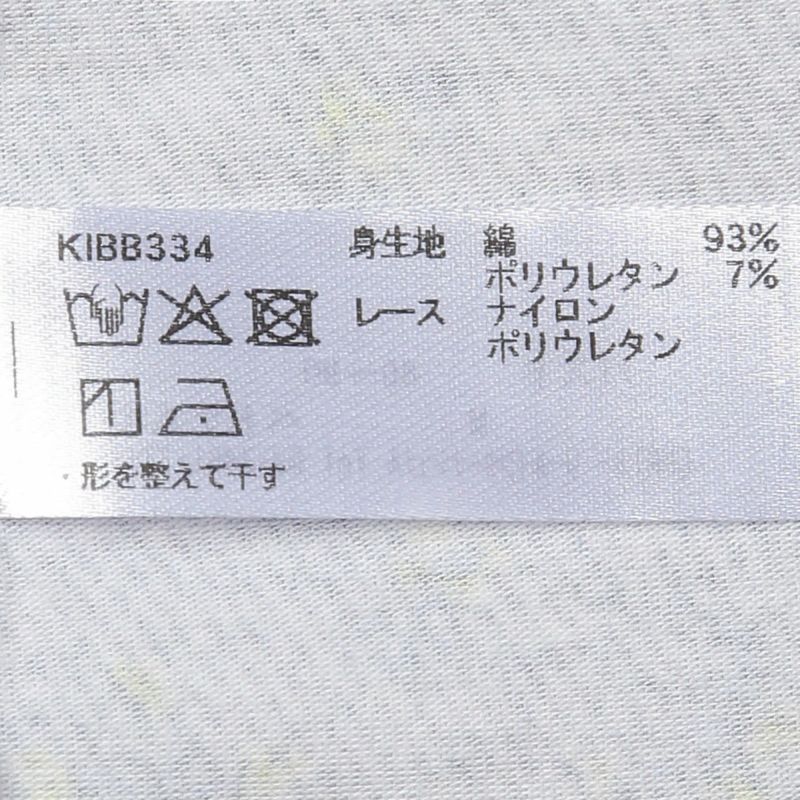 KIBB334 身生地 綿 93%
ポリウレタン 7%
レース ナイロン
ポリウレタン
・形を整えて干す